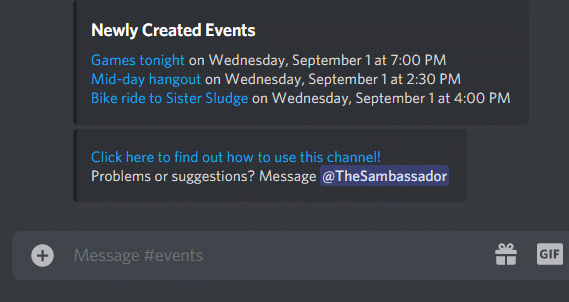 Newly Created Events
Games tonight on Wednesday, September 1 at 7:00 PM
Mid-day hangout on Wednesday, September 1 at 2:30 PM
Bike ride to Sister Sludge on Wednesday, September 1 at 4:00 PM
Click here to find out how to use this channel!
Problems or suggestions? Message @TheSambassador
Message #events
GIF